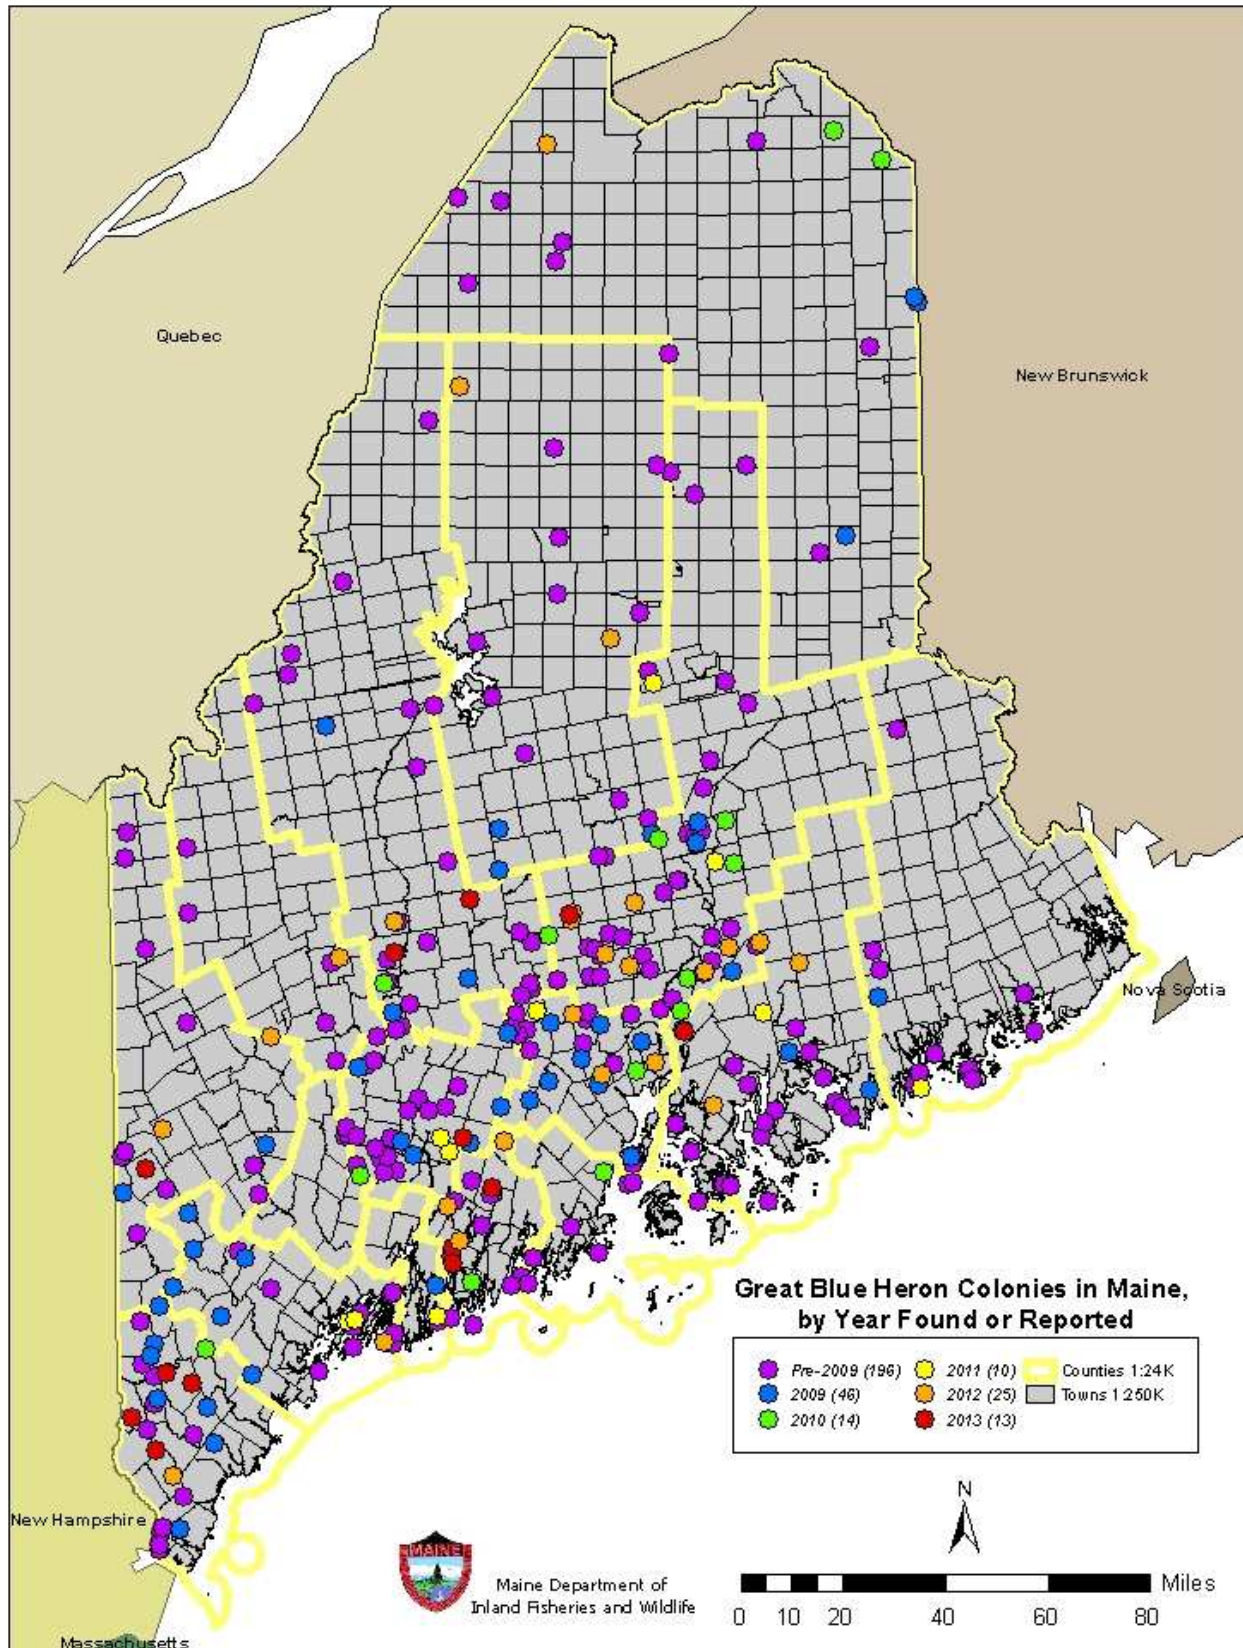 Quebec
New Brunswick
Nova Scotia
Great Blue Heron Colonies in Maine,
by Year Found or Reported
Pre-2009 (196)
2009 (46)
2010 (14)
2011 (10)
2012 (25)
2013 (13)
Counties 1:24K
Towns 1:250K
New Hampshire
Massachusetts
MAINE
Maine Department of
Inland Fisheries and Wildlife
N
Miles
0 10 20 40 60 80